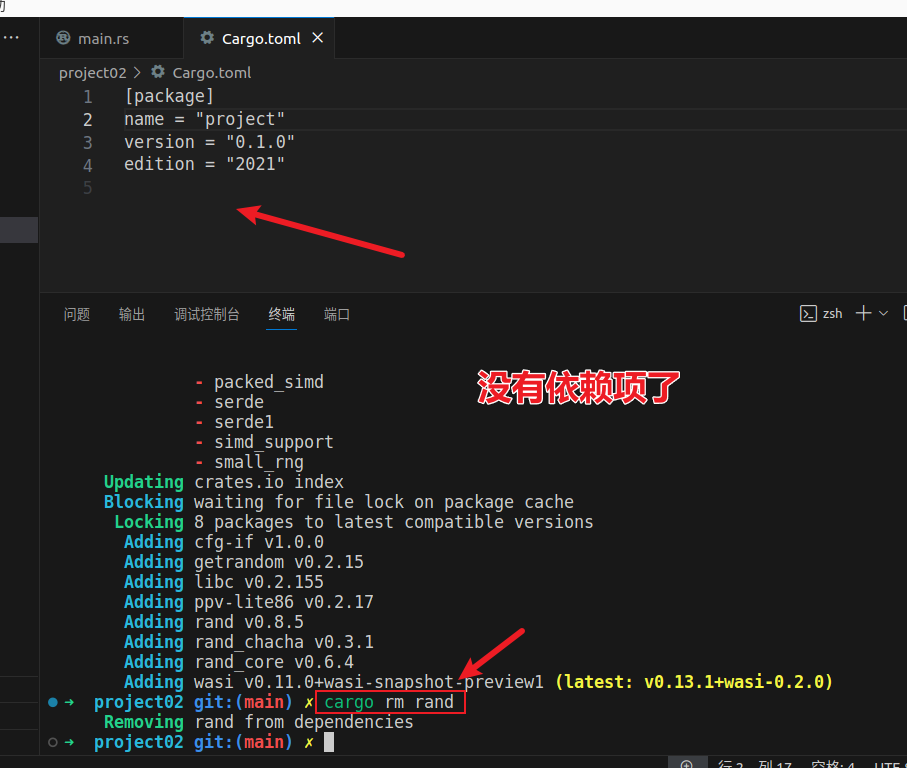 main.rs
Cargo.toml
project02 > Cargo.toml
1 [package]
2 name = "project"
3 version = "0.1.0"
4 edition = "2021"
5
问题 输出 调试控制台 终端 端口
zsh
没有依赖项了
- packed_simd
- serde
- serde1
- simd_support
- small_rng
Updating crates.io index
Blocking waiting for file lock on package cache
Locking 8 packages to latest compatible versions
Adding cfg-if v1.0.0
Adding getrandom v0.2.15
Adding libc v0.2.155
Adding ppv-lite86 v0.2.17
Adding rand v0.8.5
Adding rand_chacha v0.3.1
Adding rand_core v0.6.4
Adding wasi v0.11.0+wasi-snapshot-preview1 (latest: v0.13.1+wasi-0.2.0)
➜ project02 git:(main) ✗ cargo rm rand
Removing rand from dependencies
➜ project02 git:(main) ✗
行 2, 列 17 空格: 4